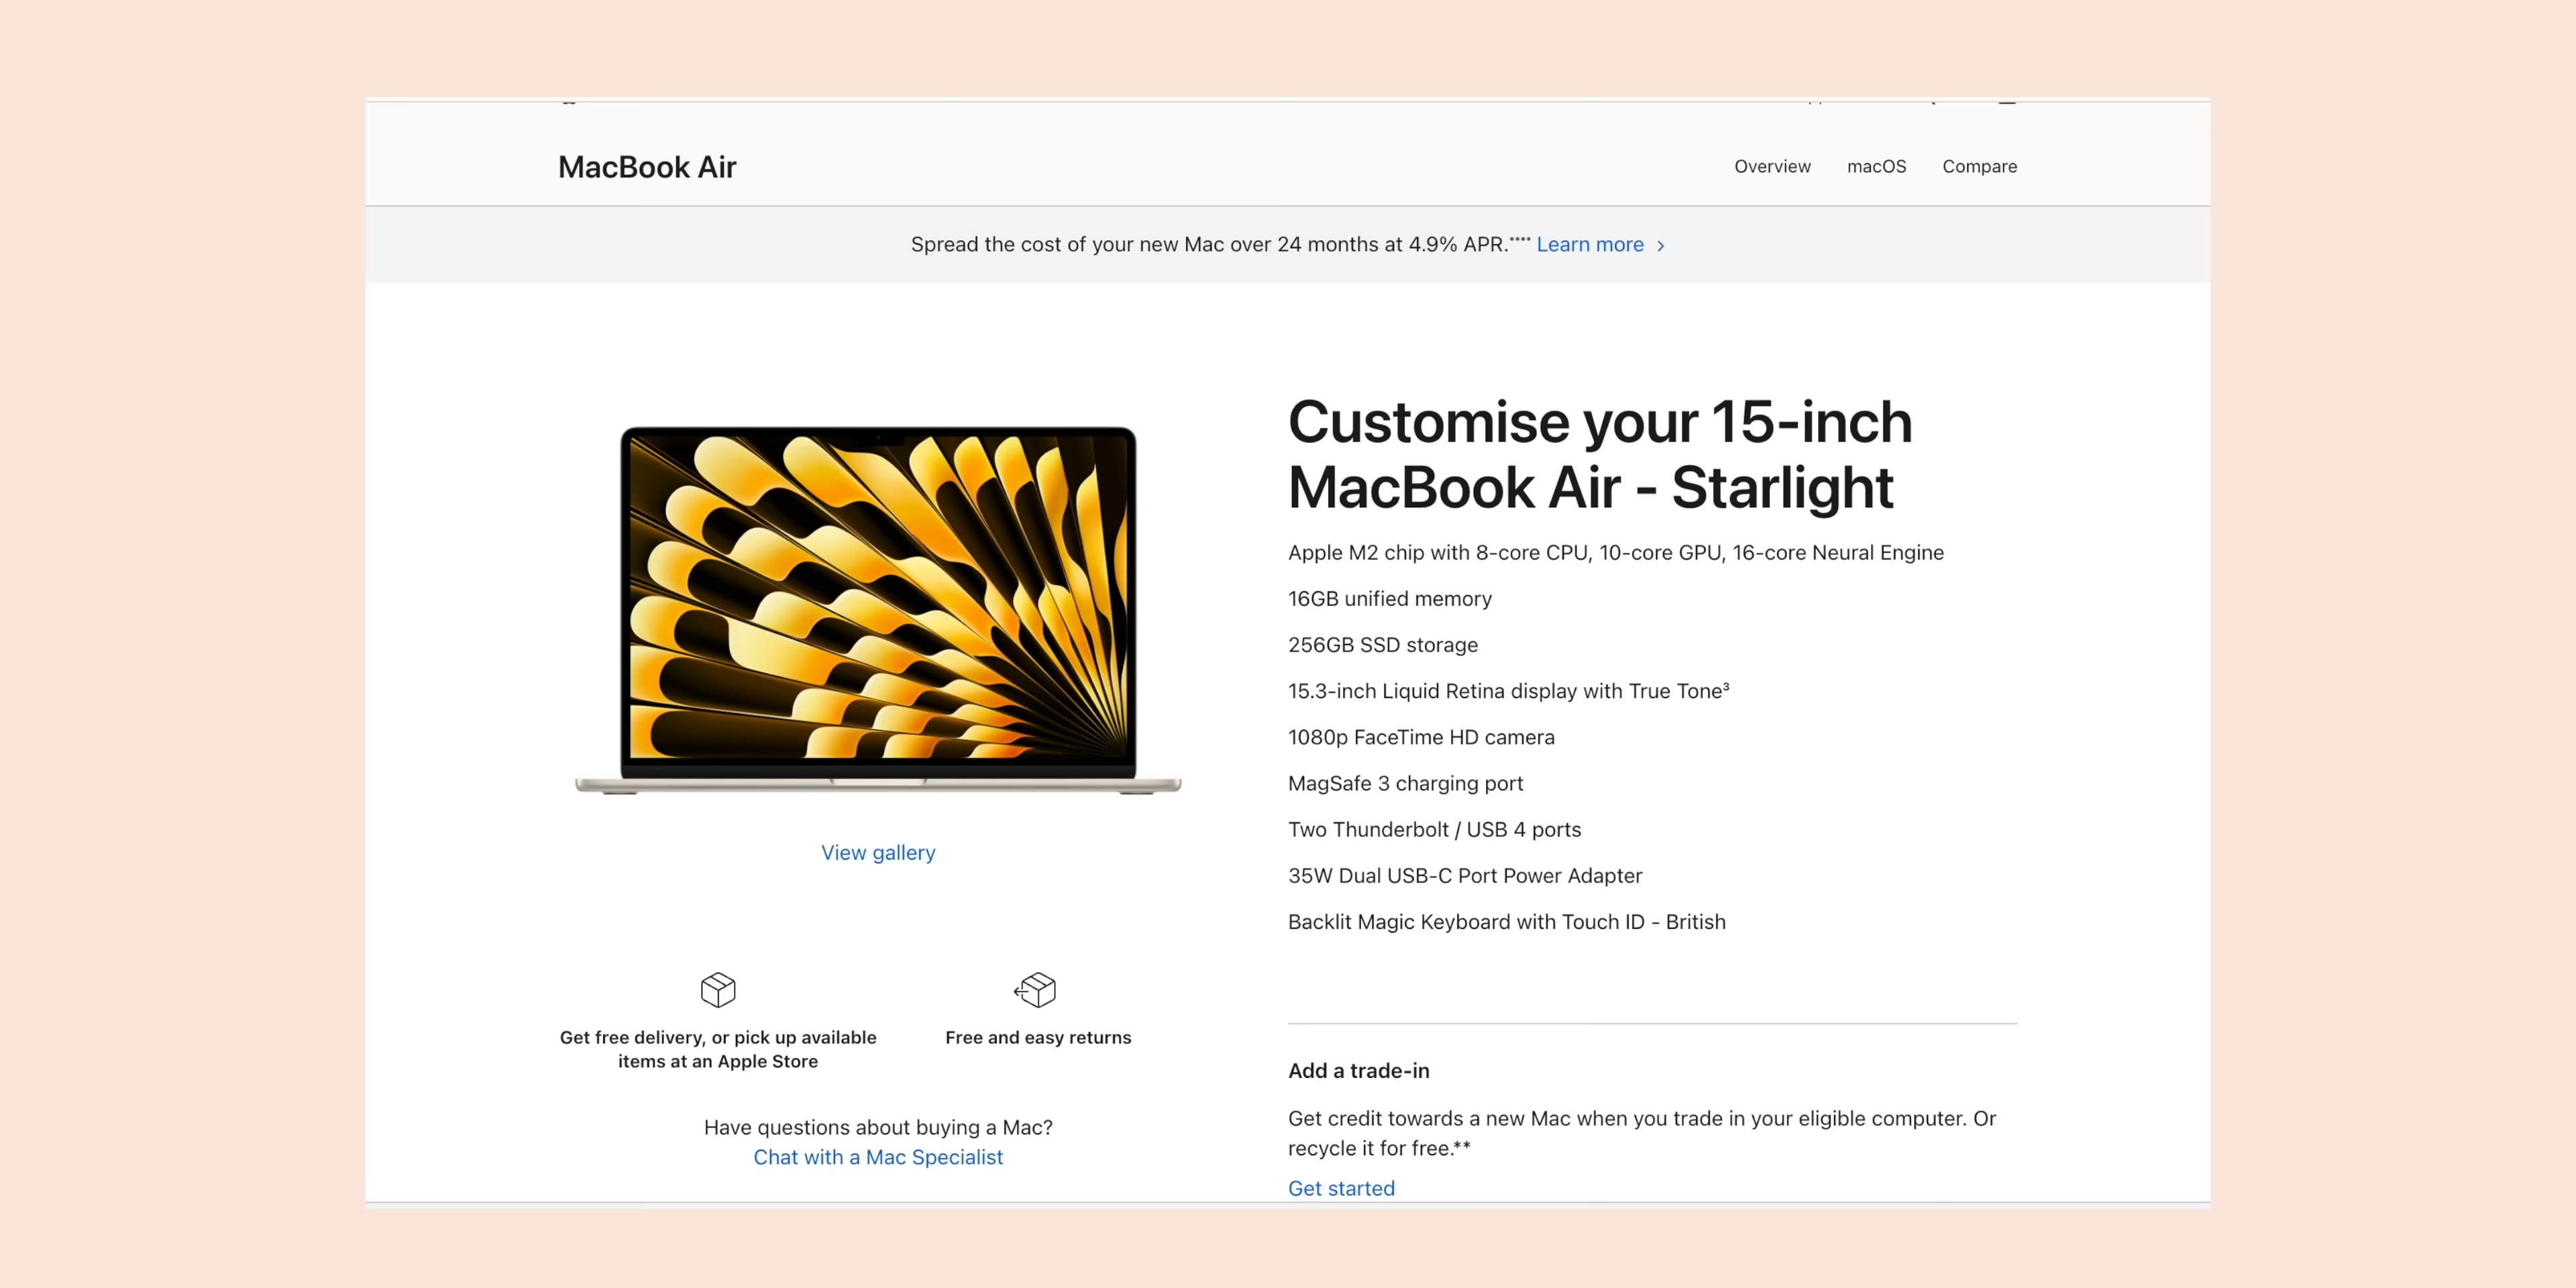 MacBook Air
Overview macOS Compare
Spread the cost of your new Mac over 24 months at 4.9% APR.**** Learn more >
Customise your 15-inch
MacBook Air - Starlight
Apple M2 chip with 8-core CPU, 10-core GPU, 16-core Neural Engine
16GB unified memory
256GB SSD storage
15.3-inch Liquid Retina display with True Tone³
1080p FaceTime HD camera
MagSafe 3 charging port
Two Thunderbolt / USB 4 ports
35W Dual USB-C Port Power Adapter
Backlit Magic Keyboard with Touch ID - British
View gallery
Get free delivery, or pick up available
items at an Apple Store
Free and easy returns
Have questions about buying a Mac?
Chat with a Mac Specialist
Add a trade-in
Get credit towards a new Mac when you trade in your eligible computer. Or
recycle it for free.**
Get started